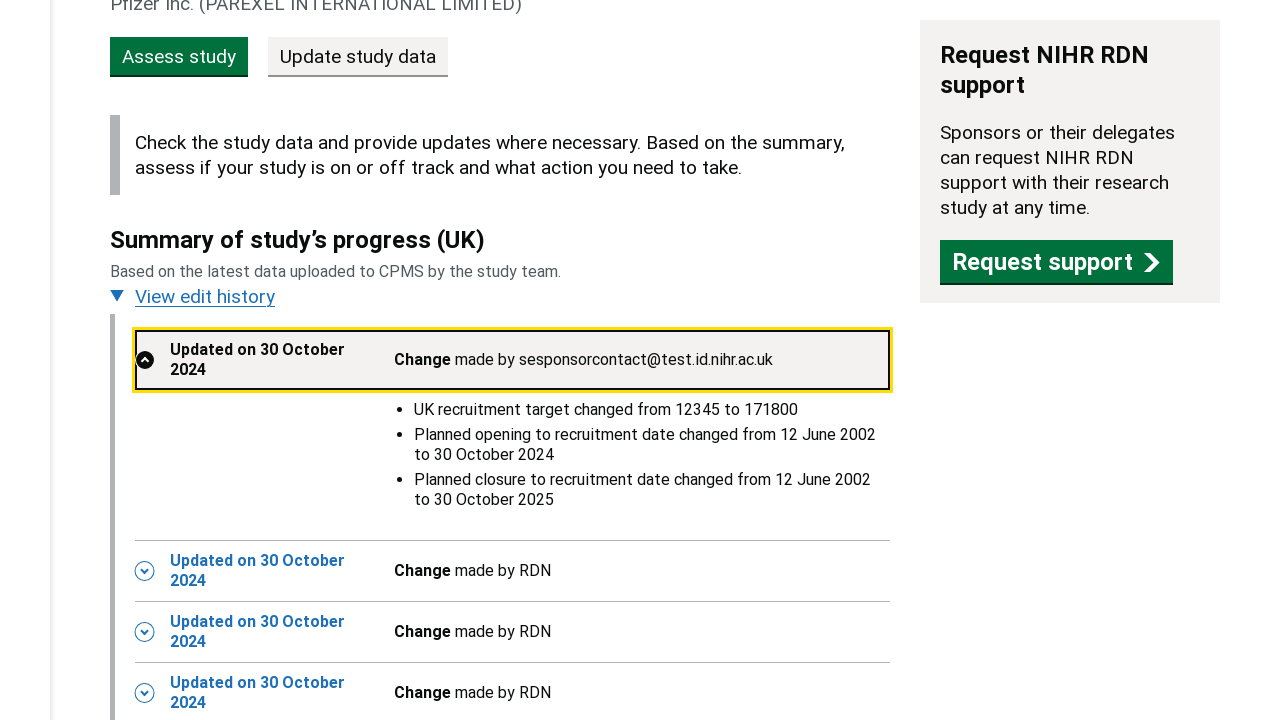 Pfizer Inc. (PAREXEL INTERNATIONAL LIMITED)
Assess study
Update study data
Check the study data and provide updates where necessary. Based on the summary,
assess if your study is on or off track and what action you need to take.
Summary of study’s progress (UK)
Based on the latest data uploaded to CPMS by the study team.
View edit history
Updated on 30 October
2024
Change made by sesponsorcontact@test.id.nihr.ac.uk
• UK recruitment target changed from 12345 to 171800
• Planned opening to recruitment date changed from 12 June 2002
to 30 October 2024
• Planned closure to recruitment date changed from 12 June 2002
to 30 October 2025
Updated on 30 October
2024
Change made by RDN
Updated on 30 October
2024
Change made by RDN
Updated on 30 October
2024
Change made by RDN
Request NIHR RDN
support
Sponsors or their delegates
can request NIHR RDN
support with their research
study at any time.
Request support